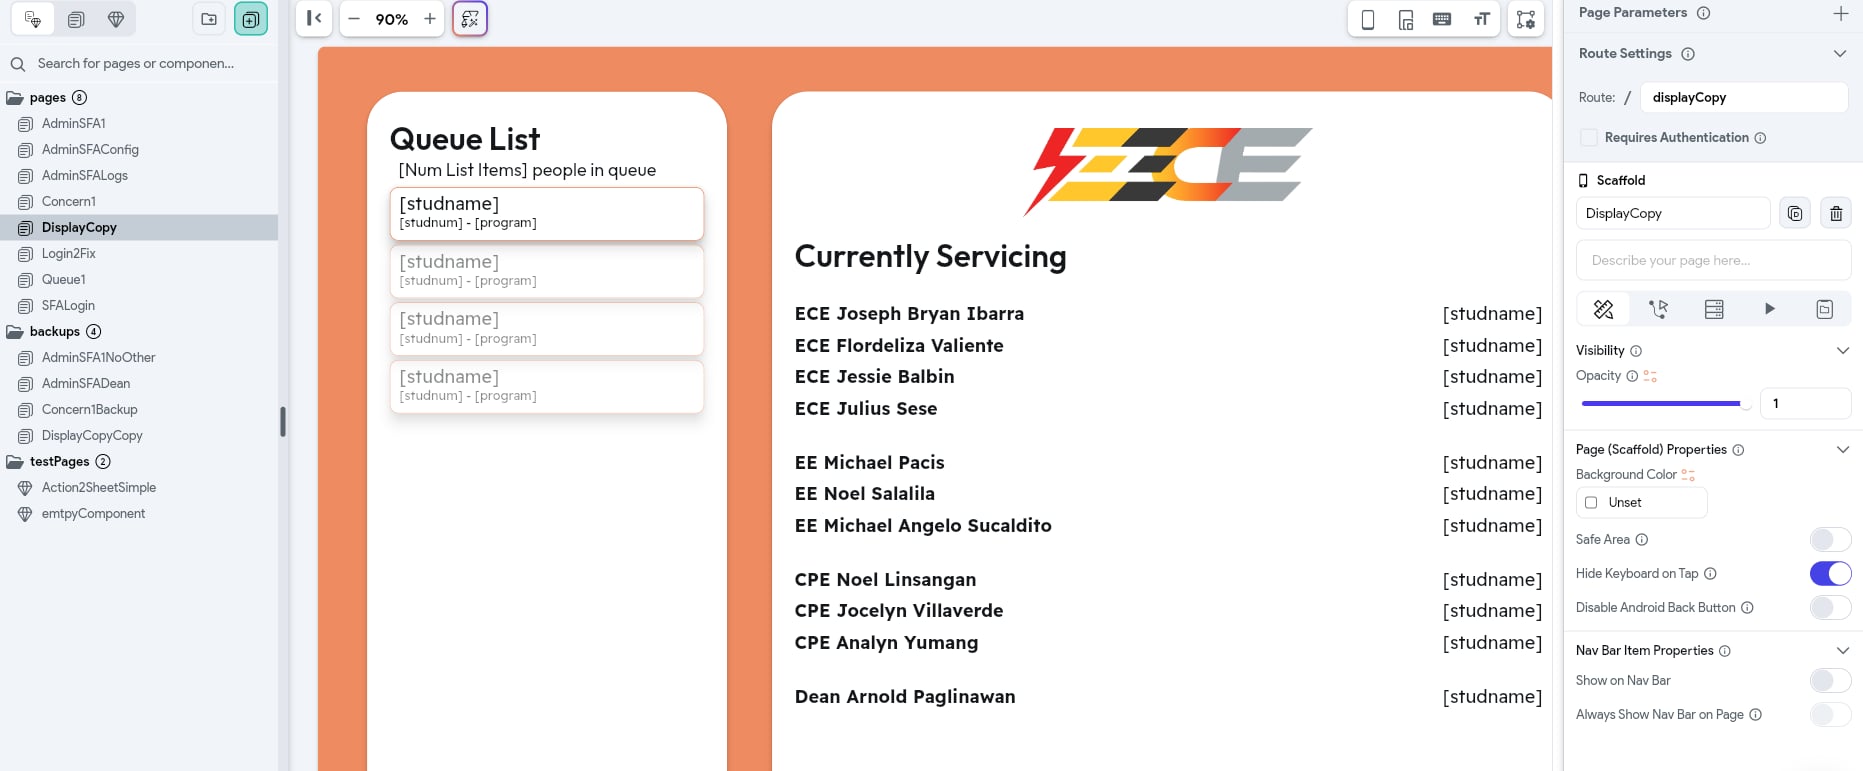 Search for pages or componen...
pages 8
AdminSFA1
AdminSFAConfig
AdminSFALogs
Concern1
DisplayCopy
Login2Fix
Queue1
SFALogin
backups 4
AdminSFA1NoOther
AdminSFADean
Concern1Backup
DisplayCopyCopy
testPages 2
Action2SheetSimple
emtpyComponent
90%
Queue List
[Num List Items] people in queue
[studname]
[studnum] - [program]
[studname]
[studnum] - [program]
[studname]
[studnum] - [program]
[studname]
[studnum] - [program]
ECE
Currently Servicing
ECE Joseph Bryan Ibarra [studname]
ECE Flordeliza Valiente [studname]
ECE Jessie Balbin [studname]
ECE Julius Sese [studname]
EE Michael Pacis [studname]
EE Noel Salalila [studname]
EE Michael Angelo Sucaldito [studname]
CPE Noel Linsangan [studname]
CPE Jocelyn Villaverde [studname]
CPE Analyn Yumang [studname]
Dean Arnold Paglinawan [studname]
Page Parameters
Route Settings
Route: / displayCopy
Requires Authentication
Scaffold
DisplayCopy
Describe your page here...
Visibility
Opacity
1
Page (Scaffold) Properties
Background Color
Unset
Safe Area
Hide Keyboard on Tap
Disable Android Back Button
Nav Bar Item Properties
Show on Nav Bar
Always Show Nav Bar on Page